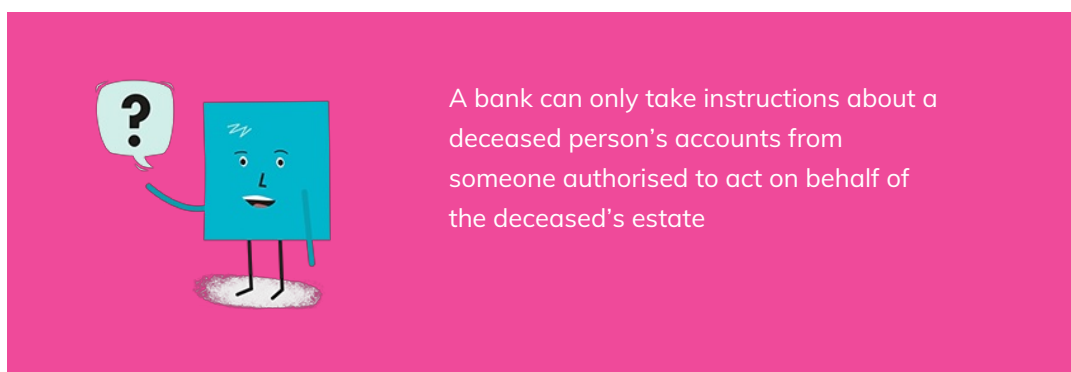 ?
A bank can only take instructions about a
deceased person’s accounts from
someone authorised to act on behalf of
the deceased’s estate